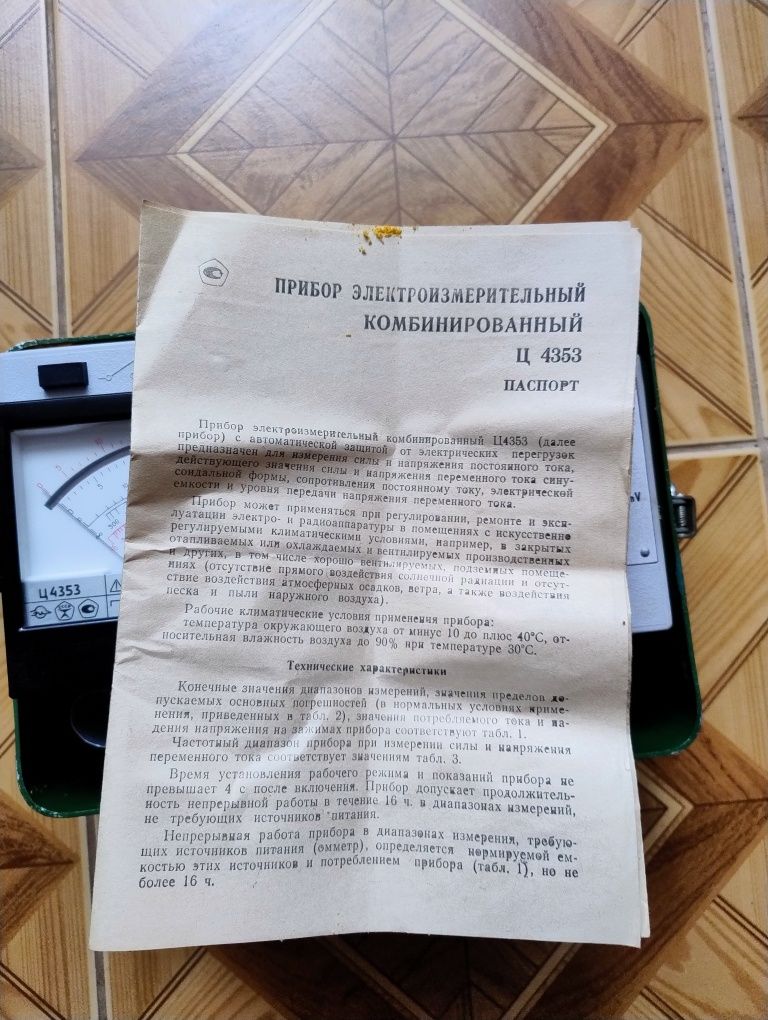 ПРИБОР ЭЛЕКТРОИЗМЕРИТЕЛЬНЫЙ
КОМБИНИРОВАННЫЙ
Ц 4353
ПАСПОРТ
Прибор электроизмерительный комбинированный Ц4353 (далее
прибор) с автоматической защитой от электрических перегрузок
предназначен для измерения силы и напряжения постоянного тока,
действующего значения силы и напряжения переменного тока сину-
соидальной формы, сопротивления постоянному току, электрической
емкости и уровня передачи напряжения переменного тока.
Прибор может применяться при регулировании, ремонте и экс-
луатации электро- и радиоаппаратуры в помещениях с искусственно
регулируемыми климатическими условиями, например, в закрытых
отапливаемых или охлаждаемых и вентилируемых производственных
и других, в том числе хорошо вентилируемых, подземных помеще-
ниях (отсутствие прямого воздействия солнечной радиации и отсут-
ствие воздействия атмосферных осадков, ветра, а также воздействия
песка и пыли наружного воздуха).
Рабочие климатические условия применения прибора:
температура окружающего воздуха от минус 10 до плюс 40°С, от-
носительная влажность воздуха до 90% при температуре 30°С.
Технические характеристики
Конечные значения диапазонов измерений, значения пределов до-
пускаемых основных погрешностей (в нормальных условиях приме-
нения, приведенных в табл. 2), значения потребляемого тока и па-
дения напряжения на зажимах прибора соответствуют табл. 1.
Частотный диапазон прибора при измерении силы и напряжения
переменного тока соответствует значениям табл. 3.
Время установления рабочего режима и показаний прибора не
превышает 4 с после включения. Прибор допускает продолжитель-
ность непрерывной работы в течение 16 ч. в диапазонах измерений,
не требующих источников питания.
Непрерывная работа прибора в диапазонах измерения, требую-
щих источников питания (омметр), определяется нормируемой ем-
костью этих источников и потреблением прибора (табл. 1), но не
более 16 ч.
Ц4353